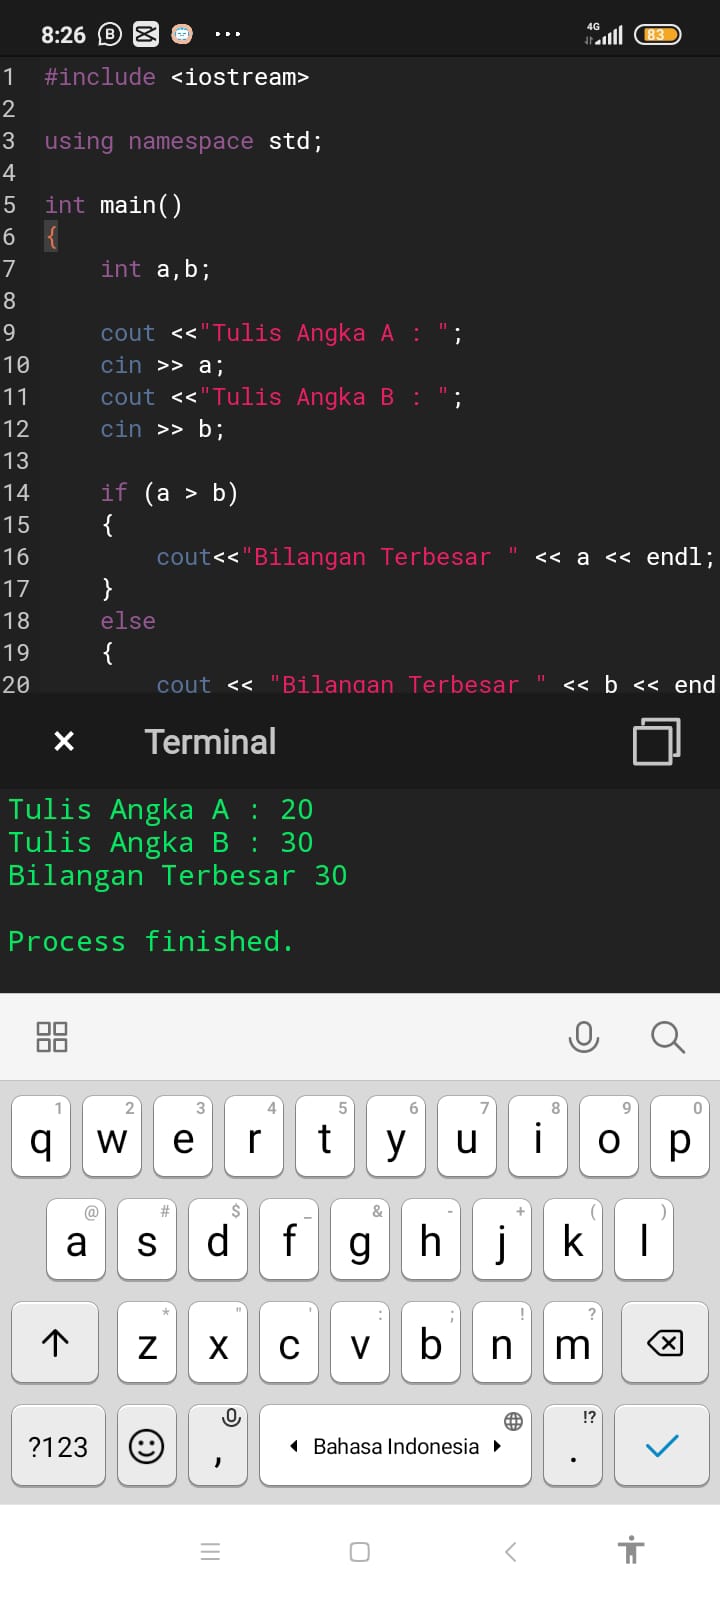 8:26 B ... 4G 83
1 #include <iostream>
2
3 using namespace std;
4
5 int main()
6 {
7     int a,b;
8
9     cout <<"Tulis Angka A : ";
10     cin >> a;
11     cout <<"Tulis Angka B : ";
12     cin >> b;
13
14     if (a > b)
15     {
16         cout<<"Bilangan Terbesar " << a << endl;
17     }
18     else
19     {
20         cout << "Bilangan Terbesar " << b << end
× Terminal
Tulis Angka A : 20
Tulis Angka B : 30
Bilangan Terbesar 30
Process finished.
1 2 3 4 5 6 7 8 9 0
q w e r t y u i o p
@ # $ _ & - + ( )
a s d f g h j k l
* " ' : ; ! ?
z x c v b n m
!?
?123 , Bahasa Indonesia .